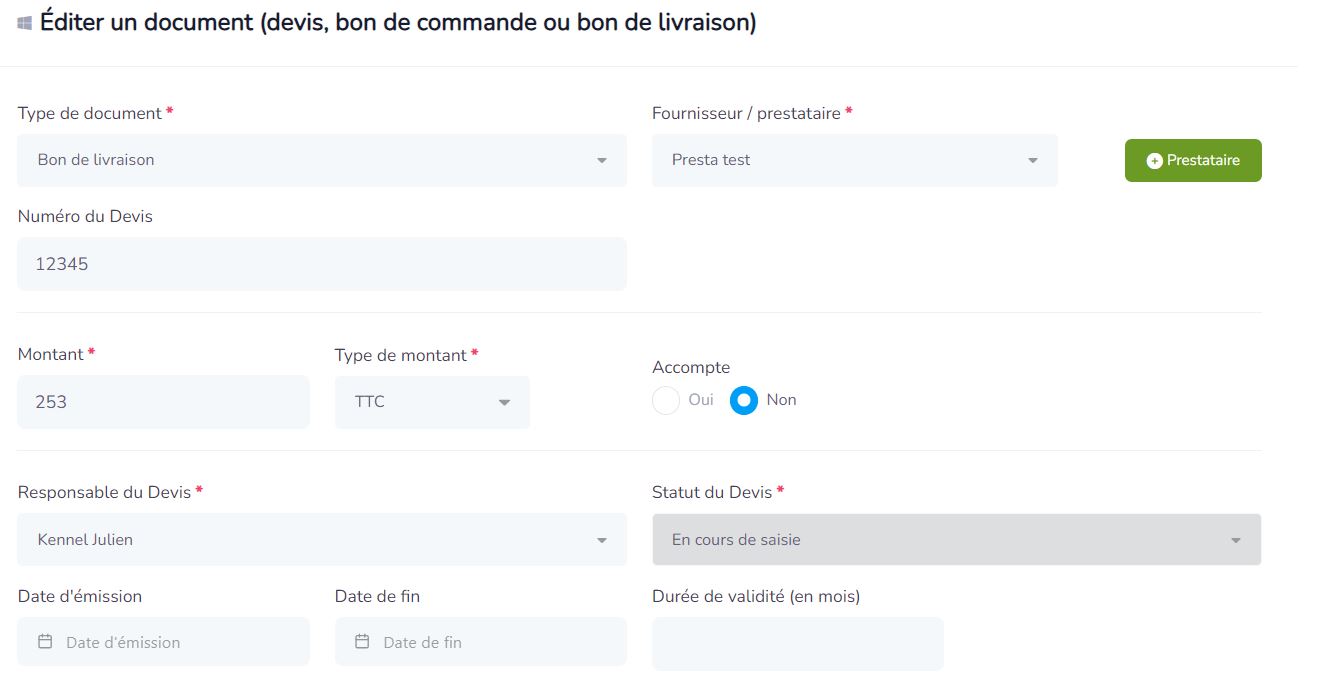 Éditer un document (devis, bon de commande ou bon de livraison)
Type de document *
Fournisseur / prestataire *
Bon de livraison
Presta test
Prestataire
Numéro du Devis
12345
Montant *
Type de montant *
Accompte
253
TTC
Oui
Non
Responsable du Devis *
Statut du Devis *
Kennel Julien
En cours de saisie
Date d'émission
Date de fin
Durée de validité (en mois)
Date d'émission
Date de fin